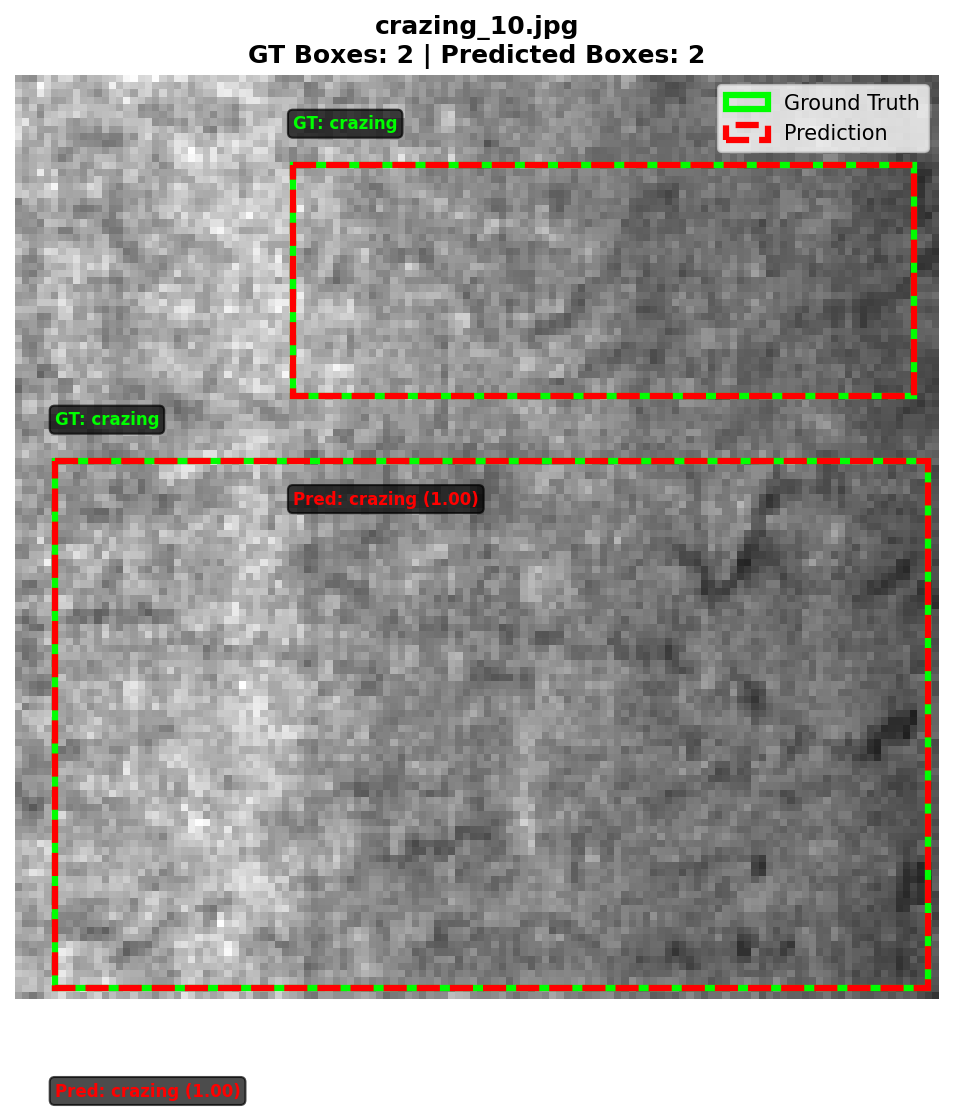 crazing_10.jpg
GT Boxes: 2 | Predicted Boxes: 2
Ground Truth
Prediction
GT: crazing
GT: crazing
Pred: crazing (1.00)
Pred: crazing (1.00)